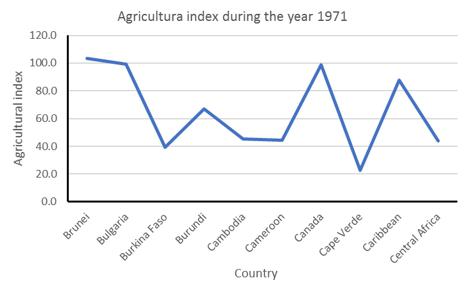 Agricultura index during the year 1971
Agricultural index
120.0
100.0
80.0
60.0
40.0
20.0
0.0
Brunei
Bulgaria
Burkina Faso
Burundi
Cambodia
Cameroon
Canada
Cape Verde
Caribbean
Central Africa
Country